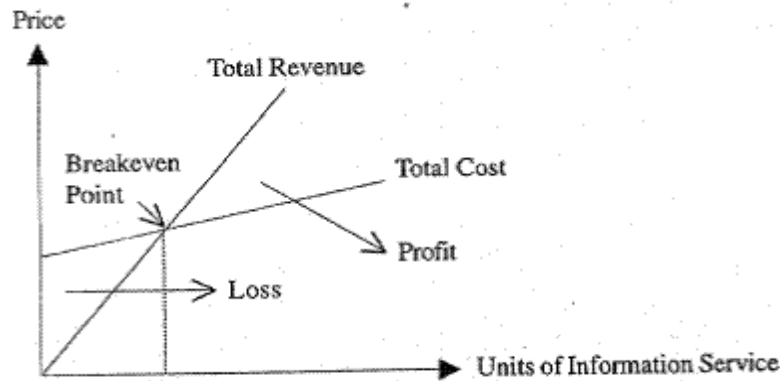 Price
Total Revenue
Breakeven
Point
Total Cost
Profit
Loss
Units of Information Service